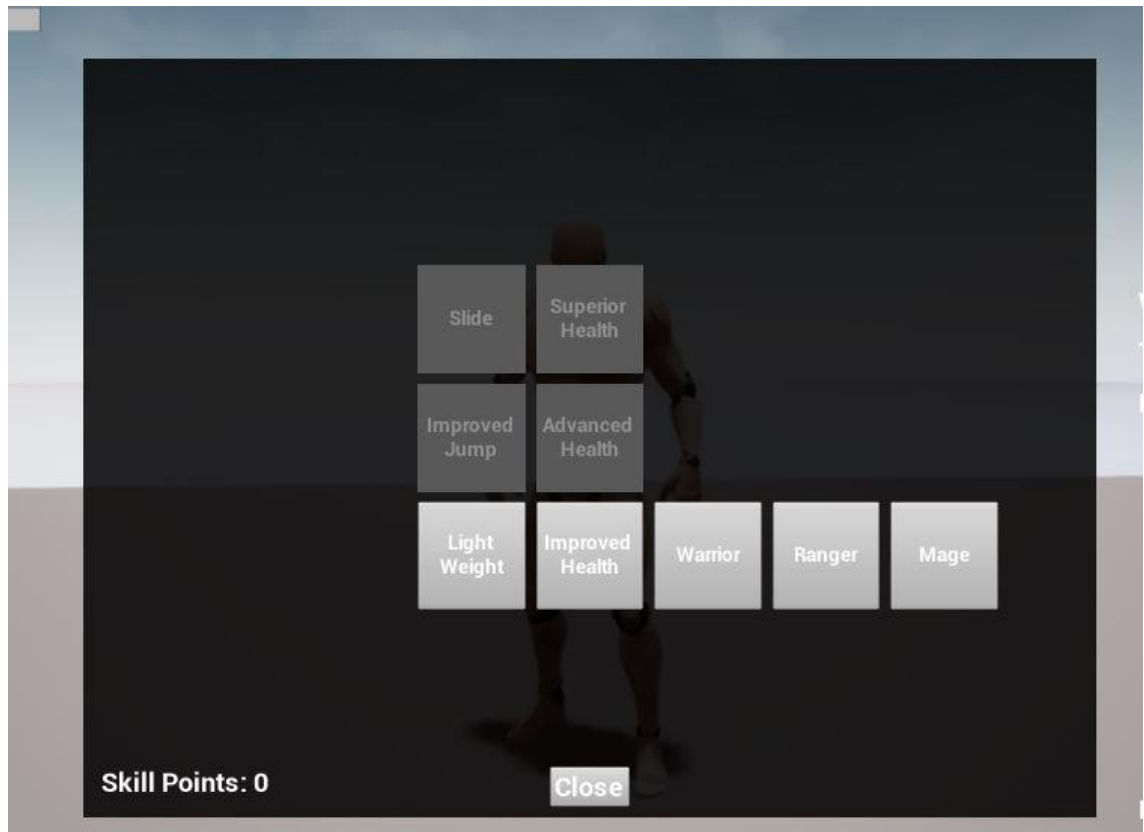 Slide
Superior
Health
Improved
Jump
Advanced
Health
Light
Weight
Improved
Health
Warrior
Ranger
Mage
Skill Points: 0
Close